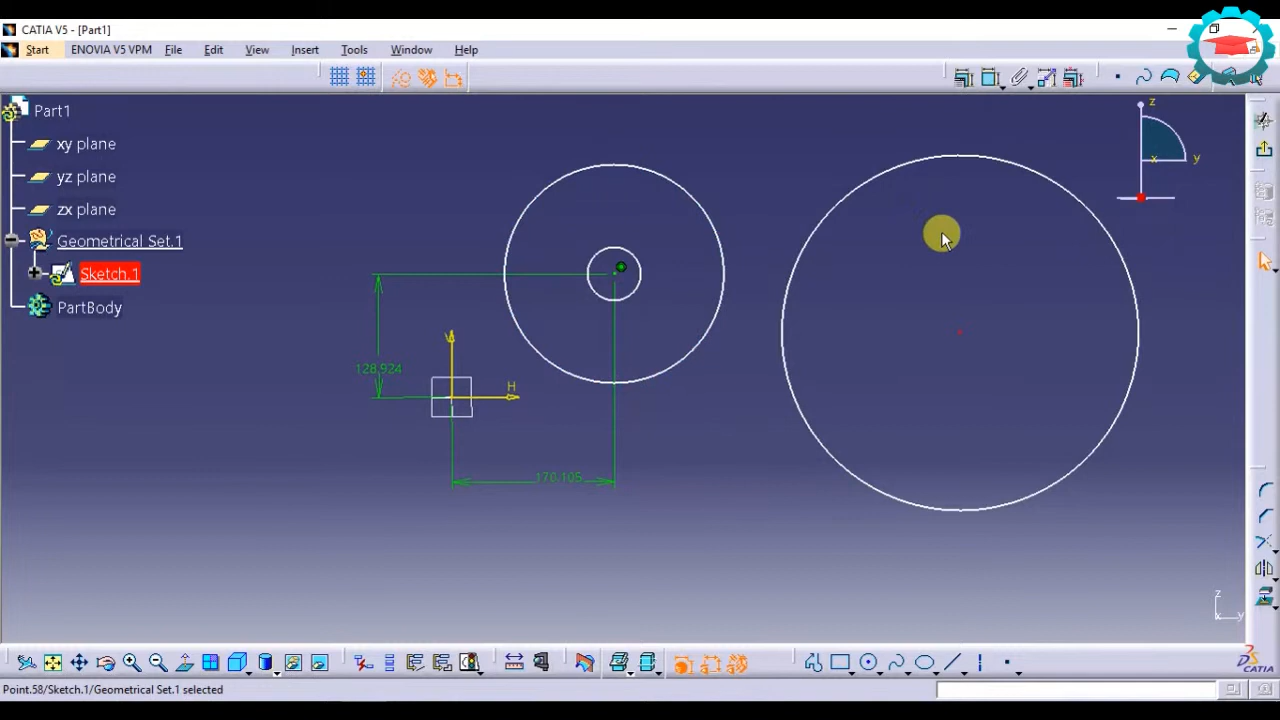 CATIA V5 - [Part1]
Start ENOVIA V5 VPM File Edit View Insert Tools Window Help
Part1
xy plane
yz plane
zx plane
Geometrical Set.1
Sketch.1
PartBody
z
x y
128.924
V
H
170.105
z
x y
CATIA
Point.58/Sketch.1/Geometrical Set.1 selected